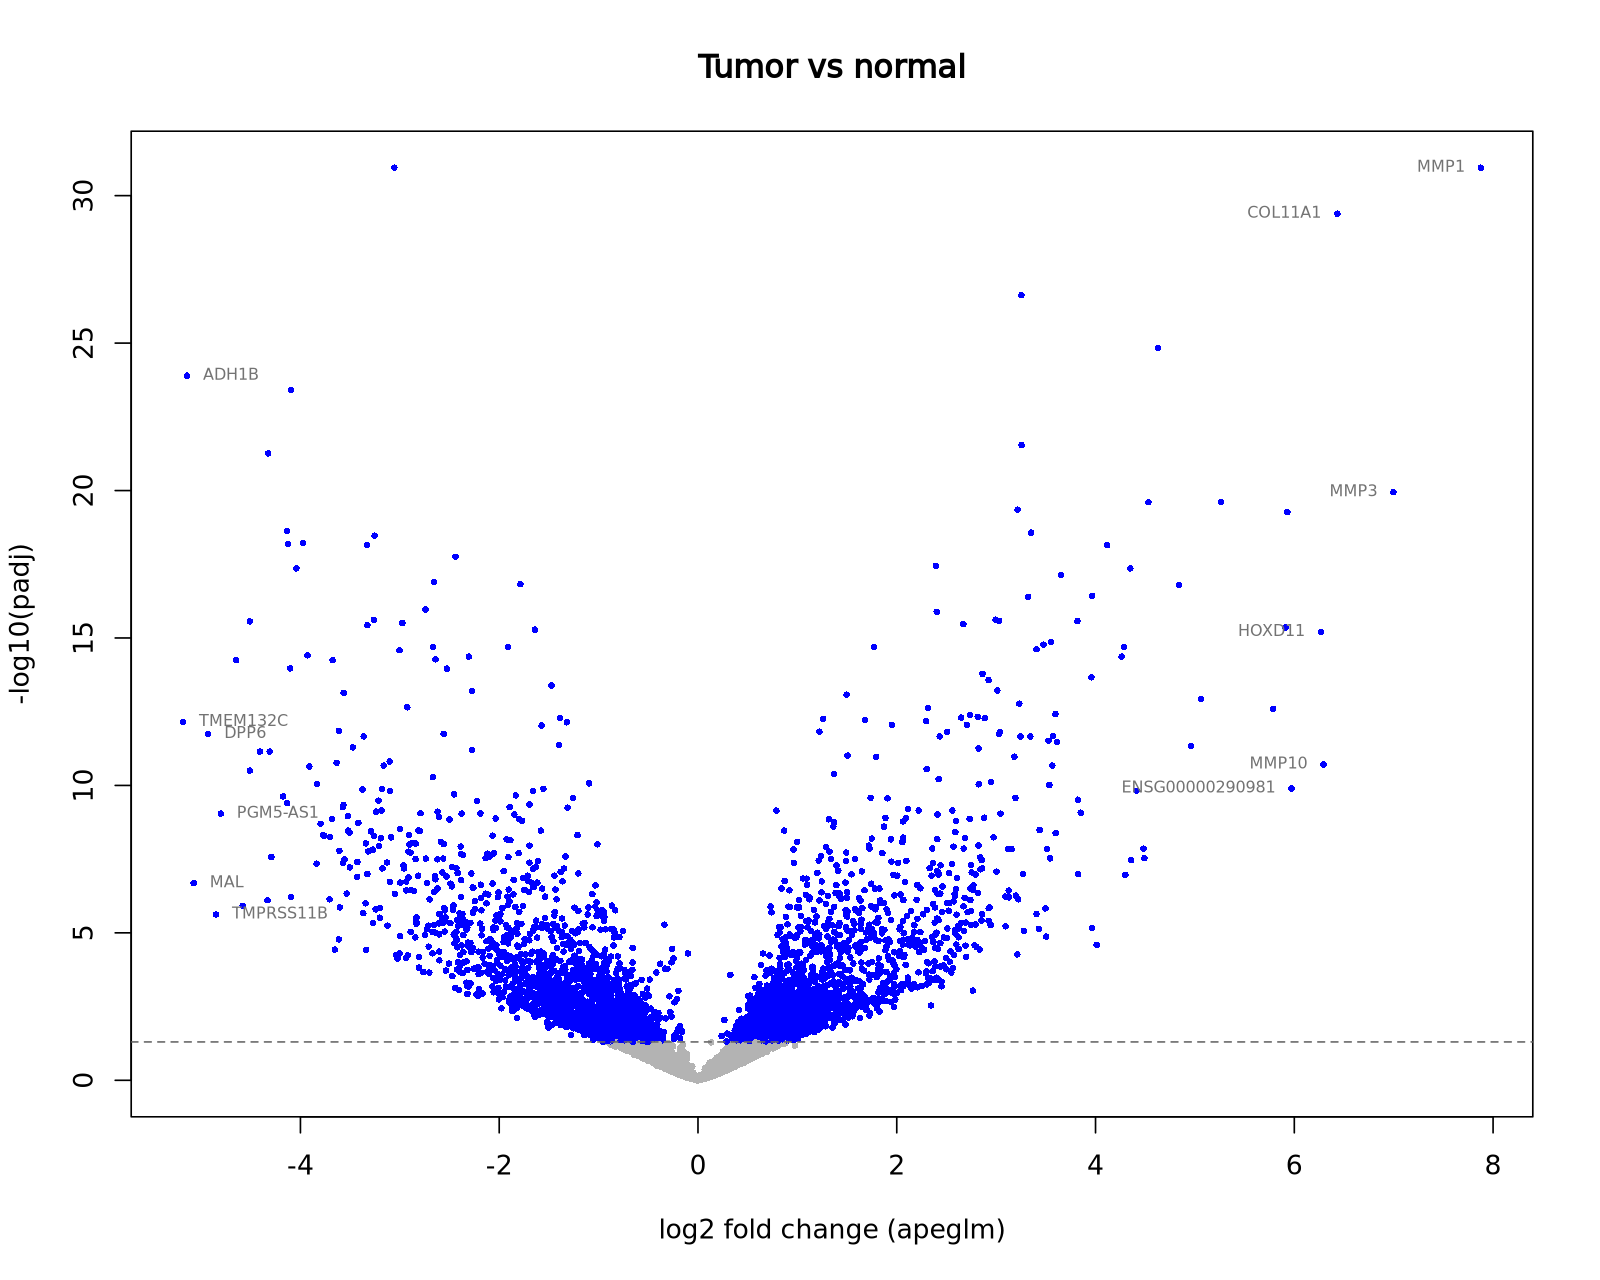 Tumor vs normal
MMP1
COL11A1
ADH1B
MMP3
HOXD11
TMEM132C
DPP6
MMP10
ENSG00000290981
PGM5-AS1
MAL
TMPRSS11B
-log10(padj)
30
25
20
15
10
5
0
-4 -2 0 2 4 6 8
log2 fold change (apeglm)